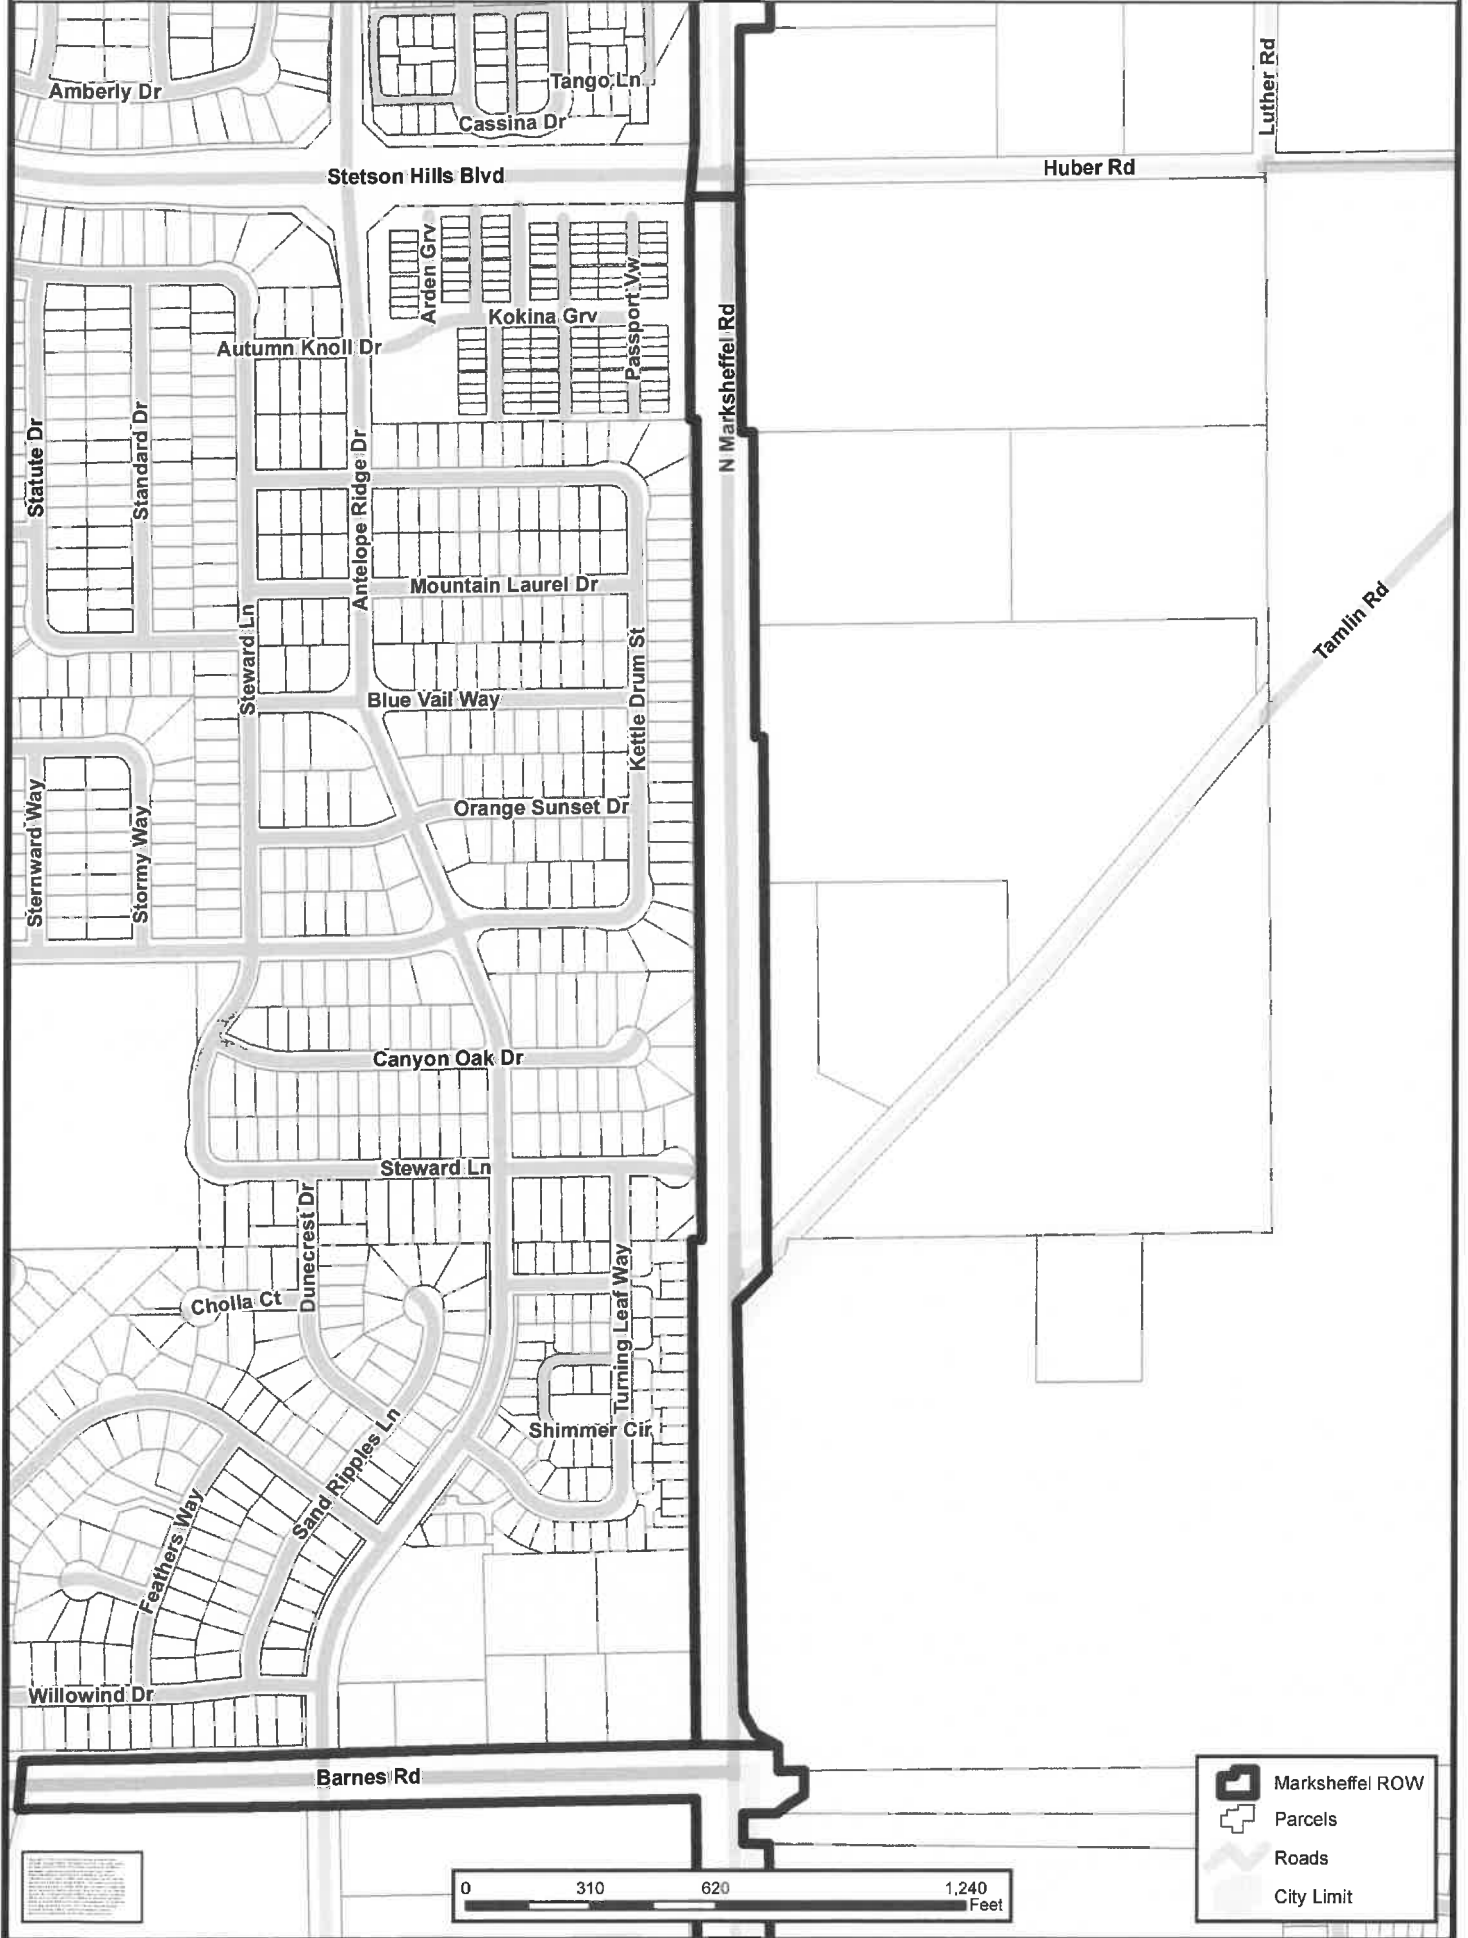 Luther Rd
Amberly Dr
Tango Ln
Cassina Dr
Stetson Hills Blvd
Huber Rd
Arden Grv
Kokina Grv
Passport Vw
N Marksheffel Rd
Autumn Knoll Dr
Statute Dr
Standard Dr
Antelope Ridge Dr
Mountain Laurel Dr
Tamlin Rd
Steward Ln
Kettle Drum St
Blue Vail Way
Orange Sunset Dr
Sternward Way
Stormy Way
Canyon Oak Dr
Steward Ln
Dunecrest Dr
Cholla Ct
Turning Leaf Way
Shimmer Cir
Sand Ripples Ln
Feathers Way
Willowind Dr
Barnes Rd
Marksheffel ROW
Parcels
Roads
City Limit
0 310 620 1,240
Feet